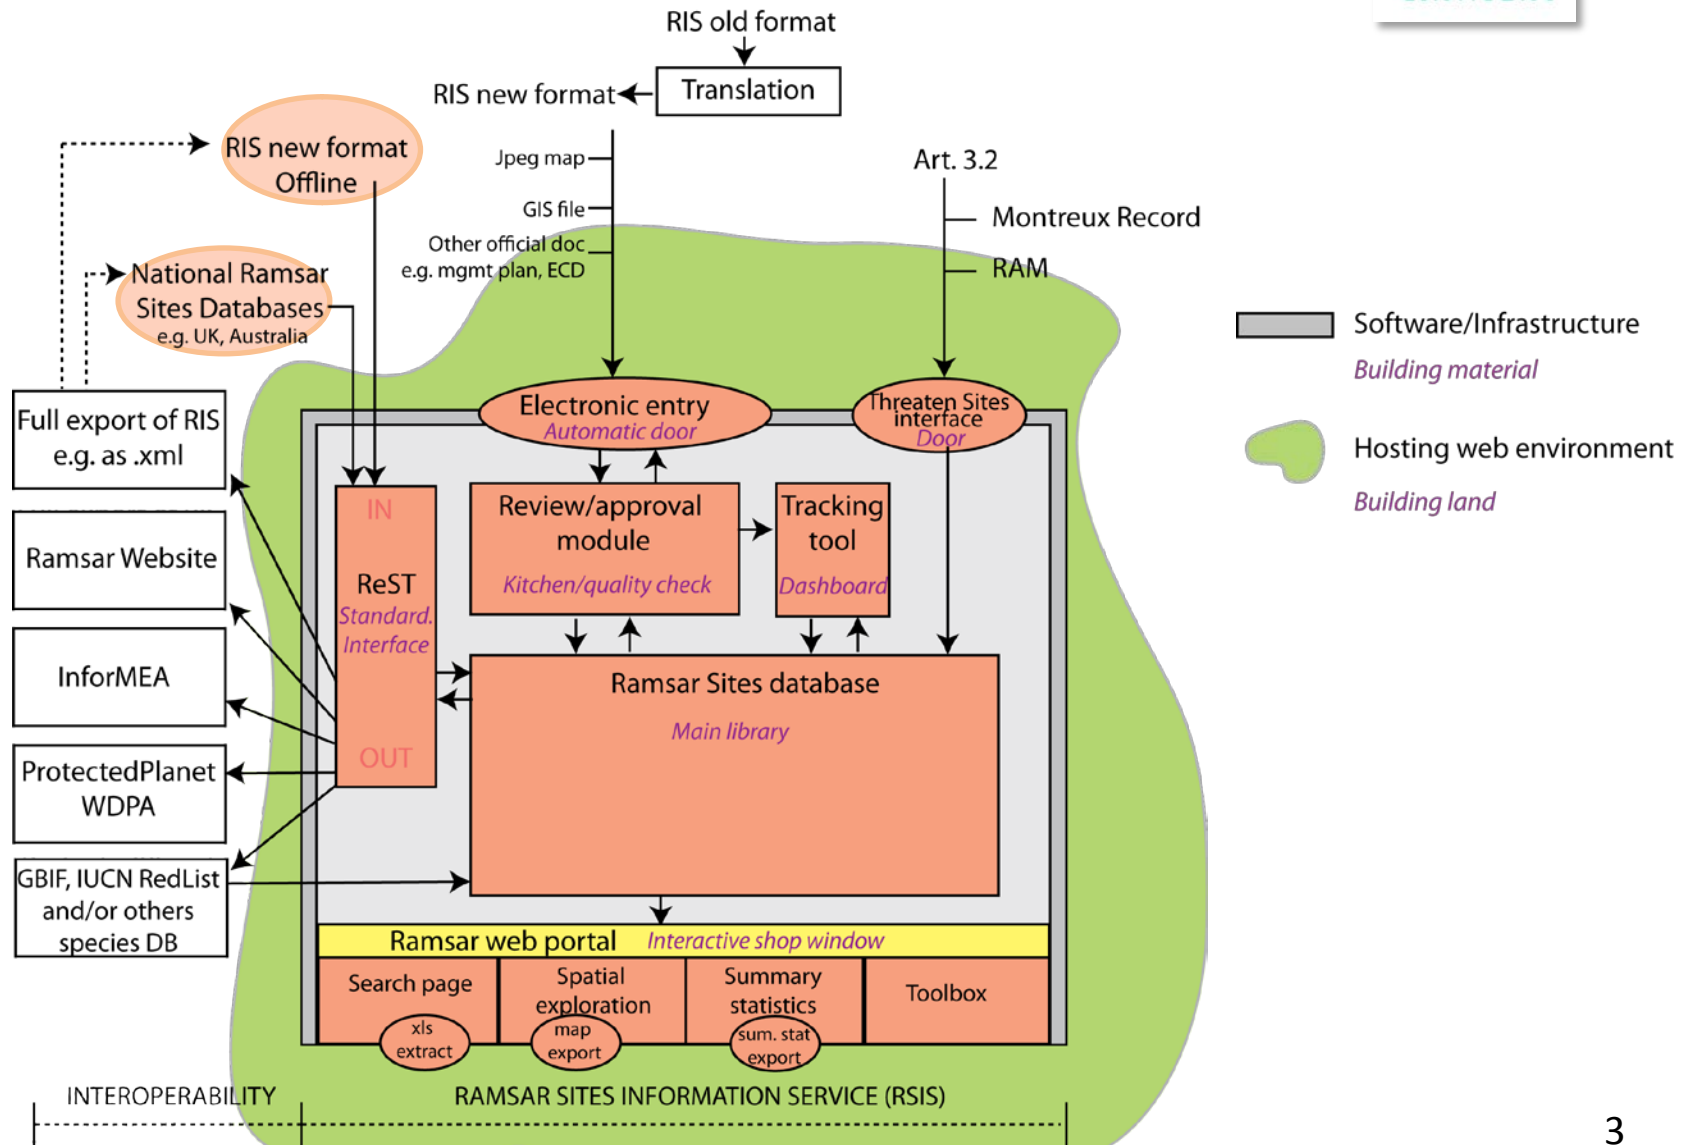 RIS old format
Translation
RIS new format
RIS new format
Offline
Jpeg map
GIS file
Other official doc
e.g. mgmt plan, ECD
Art. 3.2
Montreux Record
RAM
National Ramsar
Sites Databases
e.g. UK, Australia
Software/Infrastructure
Building material
Hosting web environment
Building land
Full export of RIS
e.g. as .xml
Ramsar Website
InforMEA
ProtectedPlanet
WDPA
GBIF, IUCN RedList
and/or others
species DB
Electronic entry
Automatic door
Threaten Sites
interface
Door
IN
ReST
Standard.
Interface
OUT
Review/approval
module
Kitchen/quality check
Tracking
tool
Dashboard
Ramsar Sites database
Main library
Ramsar web portal
Interactive shop window
Search page
xls
extract
Spatial
exploration
map
export
Summary
statistics
sum. stat
export
Toolbox
INTEROPERABILITY
RAMSAR SITES INFORMATION SERVICE (RSIS)
3